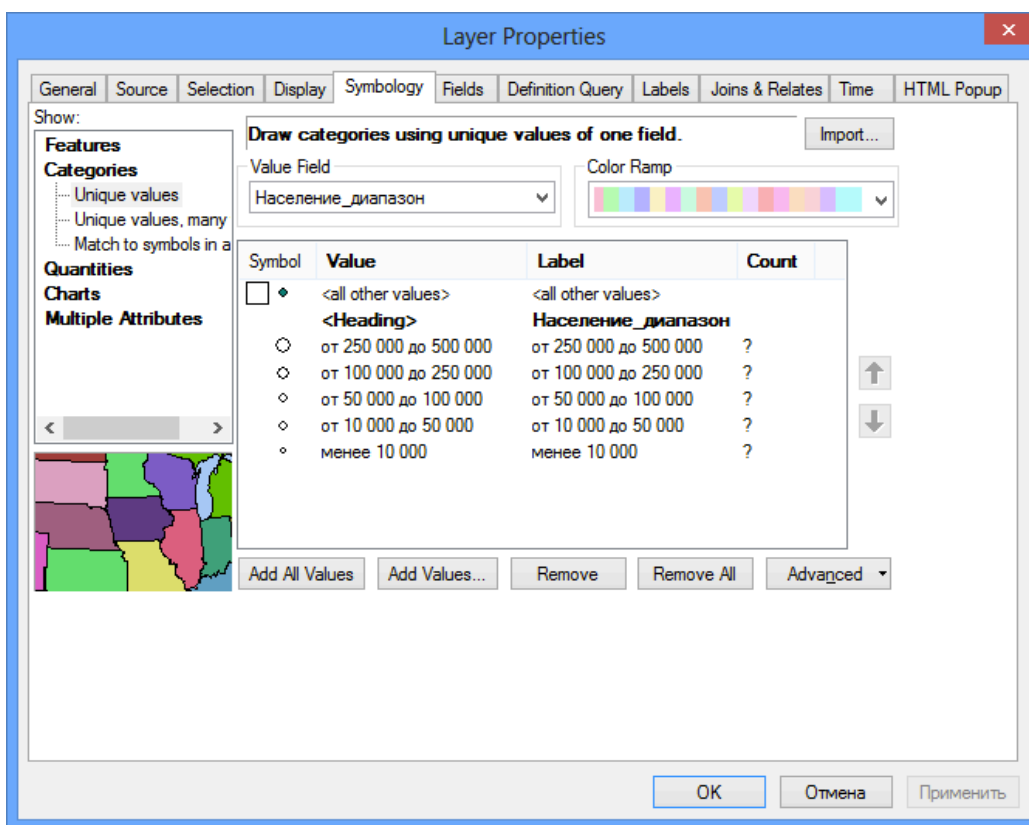 Layer Properties
General Source Selection Display Symbology Fields Definition Query Labels Joins & Relates Time HTML Popup
Show:
Features
Categories
Unique values
Unique values, many
Match to symbols in a
Quantities
Charts
Multiple Attributes
Draw categories using unique values of one field.
Import...
Value Field
Color Ramp
Население_диапазон
Symbol Value Label Count
<all other values> <all other values>
<Heading> Население_диапазон
от 250 000 до 500 000 от 250 000 до 500 000 ?
от 100 000 до 250 000 от 100 000 до 250 000 ?
от 50 000 до 100 000 от 50 000 до 100 000 ?
от 10 000 до 50 000 от 10 000 до 50 000 ?
менее 10 000 менее 10 000 ?
Add All Values Add Values... Remove Remove All Advanced
OK Отмена Применить